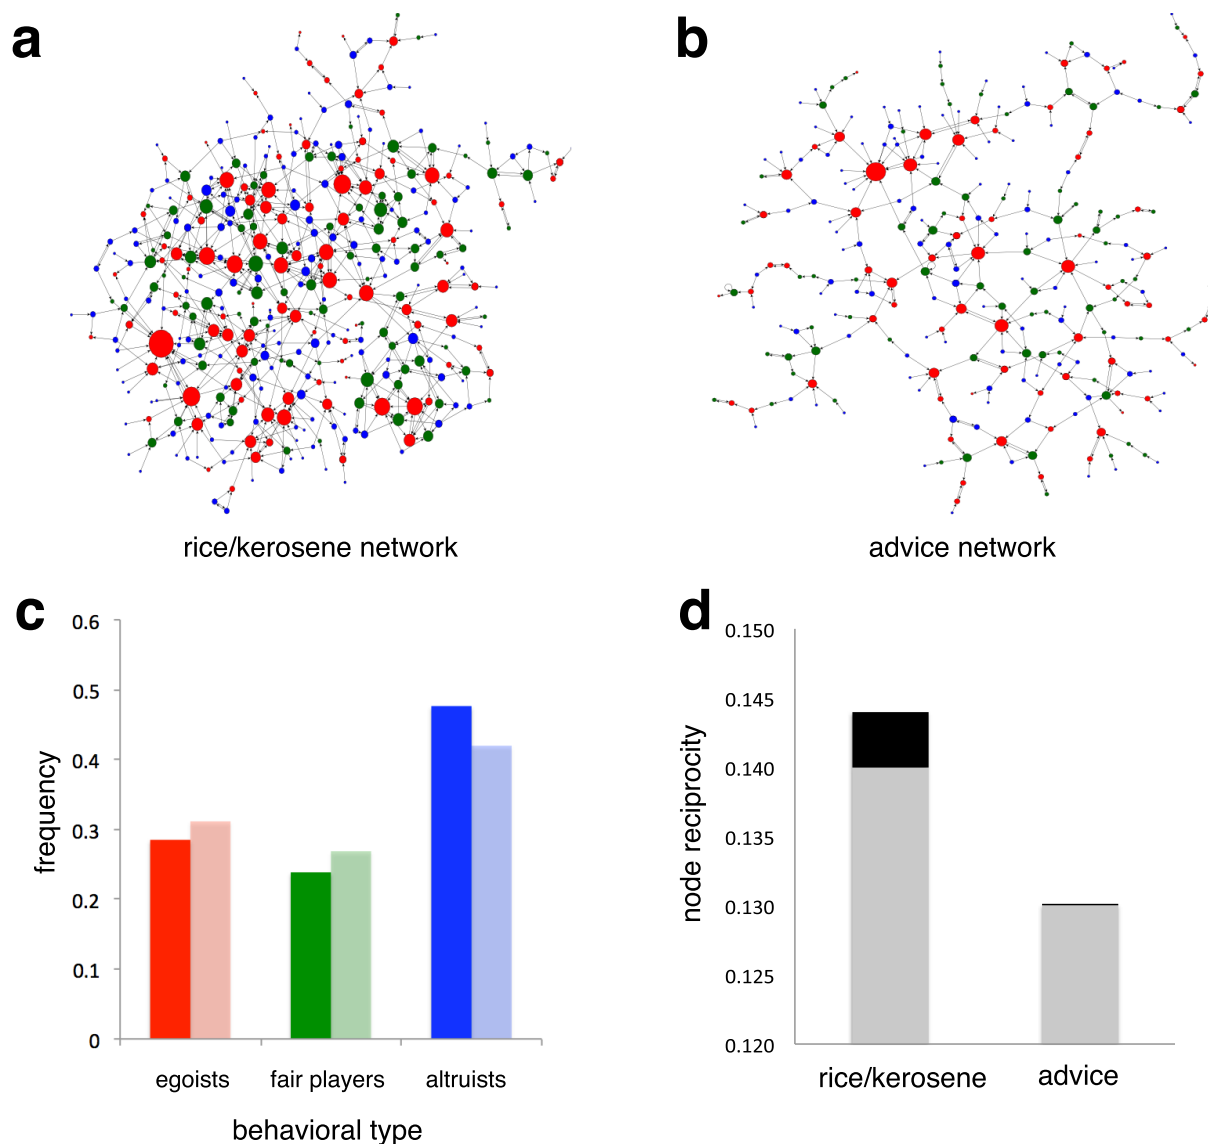 a
b
rice/kerosene network
advice network
c
0.6
0.5
0.4
0.3
0.2
0.1
0
frequency
egoists
fair players
altruists
behavioral type
d
0.150
0.145
0.140
0.135
0.130
0.125
0.120
node reciprocity
rice/kerosene
advice